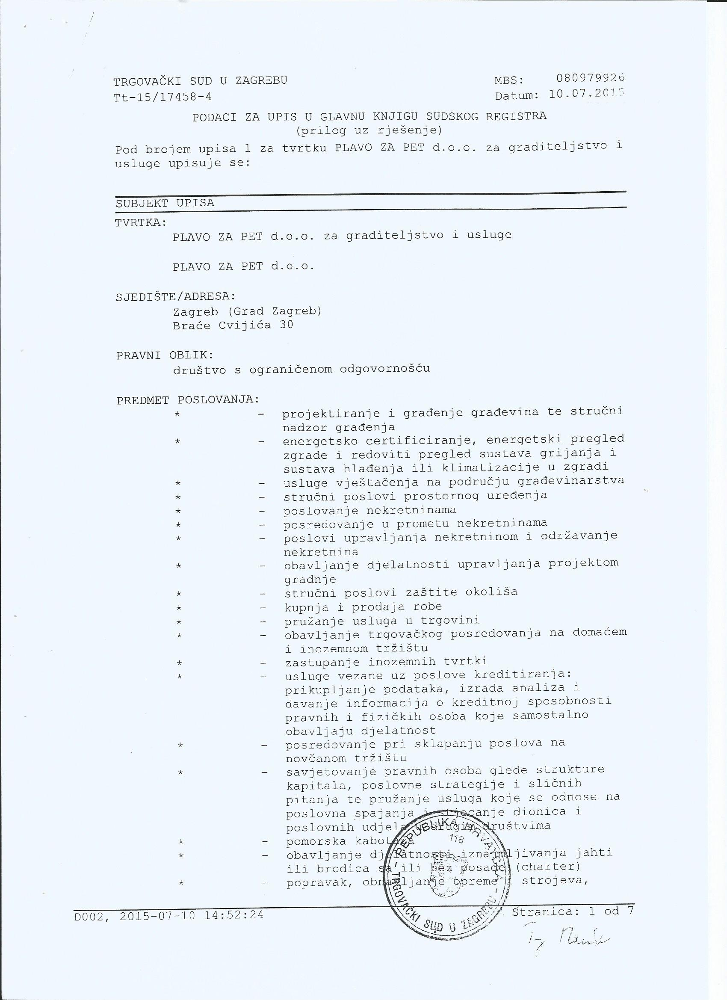 TRGOVAČKI SUD U ZAGREBU
Tt-15/17458-4
MBS: 080979926
Datum: 10.07.2015
PODACI ZA UPIS U GLAVNU KNJIGU SUDSKOG REGISTRA
(prilog uz rješenje)
Pod brojem upisa 1 za tvrtku PLAVO ZA PET d.o.o. za graditeljstvo i
usluge upisuje se:
SUBJEKT UPISA
TVRTKA:
PLAVO ZA PET d.o.o. za graditeljstvo i usluge
PLAVO ZA PET d.o.o.
SJEDIŠTE/ADRESA:
Zagreb (Grad Zagreb)
Braće Cvijića 30
PRAVNI OBLIK:
društvo s ograničenom odgovornošću
PREDMET POSLOVANJA:
* - projektiranje i građenje građevina te stručni
nadzor građenja
* - energetsko certificiranje, energetski pregled
zgrade i redoviti pregled sustava grijanja i
sustava hlađenja ili klimatizacije u zgradi
* - usluge vještačenja na području građevinarstva
* - stručni poslovi prostornog uređenja
* - poslovanje nekretninama
* - posredovanje u prometu nekretninama
* - poslovi upravljanja nekretninom i održavanje
nekretnina
* - obavljanje djelatnosti upravljanja projektom
gradnje
* - stručni poslovi zaštite okoliša
* - kupnja i prodaja robe
* - pružanje usluga u trgovini
* - obavljanje trgovačkog posredovanja na domaćem
i inozemnom tržištu
* - zastupanje inozemnih tvrtki
* - usluge vezane uz poslove kreditiranja:
prikupljanje podataka, izrada analiza i
davanje informacija o kreditnoj sposobnosti
pravnih i fizičkih osoba koje samostalno
obavljaju djelatnost
* - posredovanje pri sklapanju poslova na
novčanom tržištu
* - savjetovanje pravnih osoba glede strukture
kapitala, poslovne strategije i sličnih
pitanja te pružanje usluga koje se odnose na
poslovna spajanja i stjecanje dionica i
poslovnih udjela u drugim društvima
* - pomorska kabotaža
* - obavljanje djelatnosti iznajmljivanja jahti
ili brodica sa ili bez posade (charter)
* - popravak, obnavljanje opreme i strojeva,
REPUBLIKA HRVATSKA
118
TRGOVAČKI SUD U ZAGREBU
D002, 2015-07-10 14:52:24
Stranica: 1 od 7